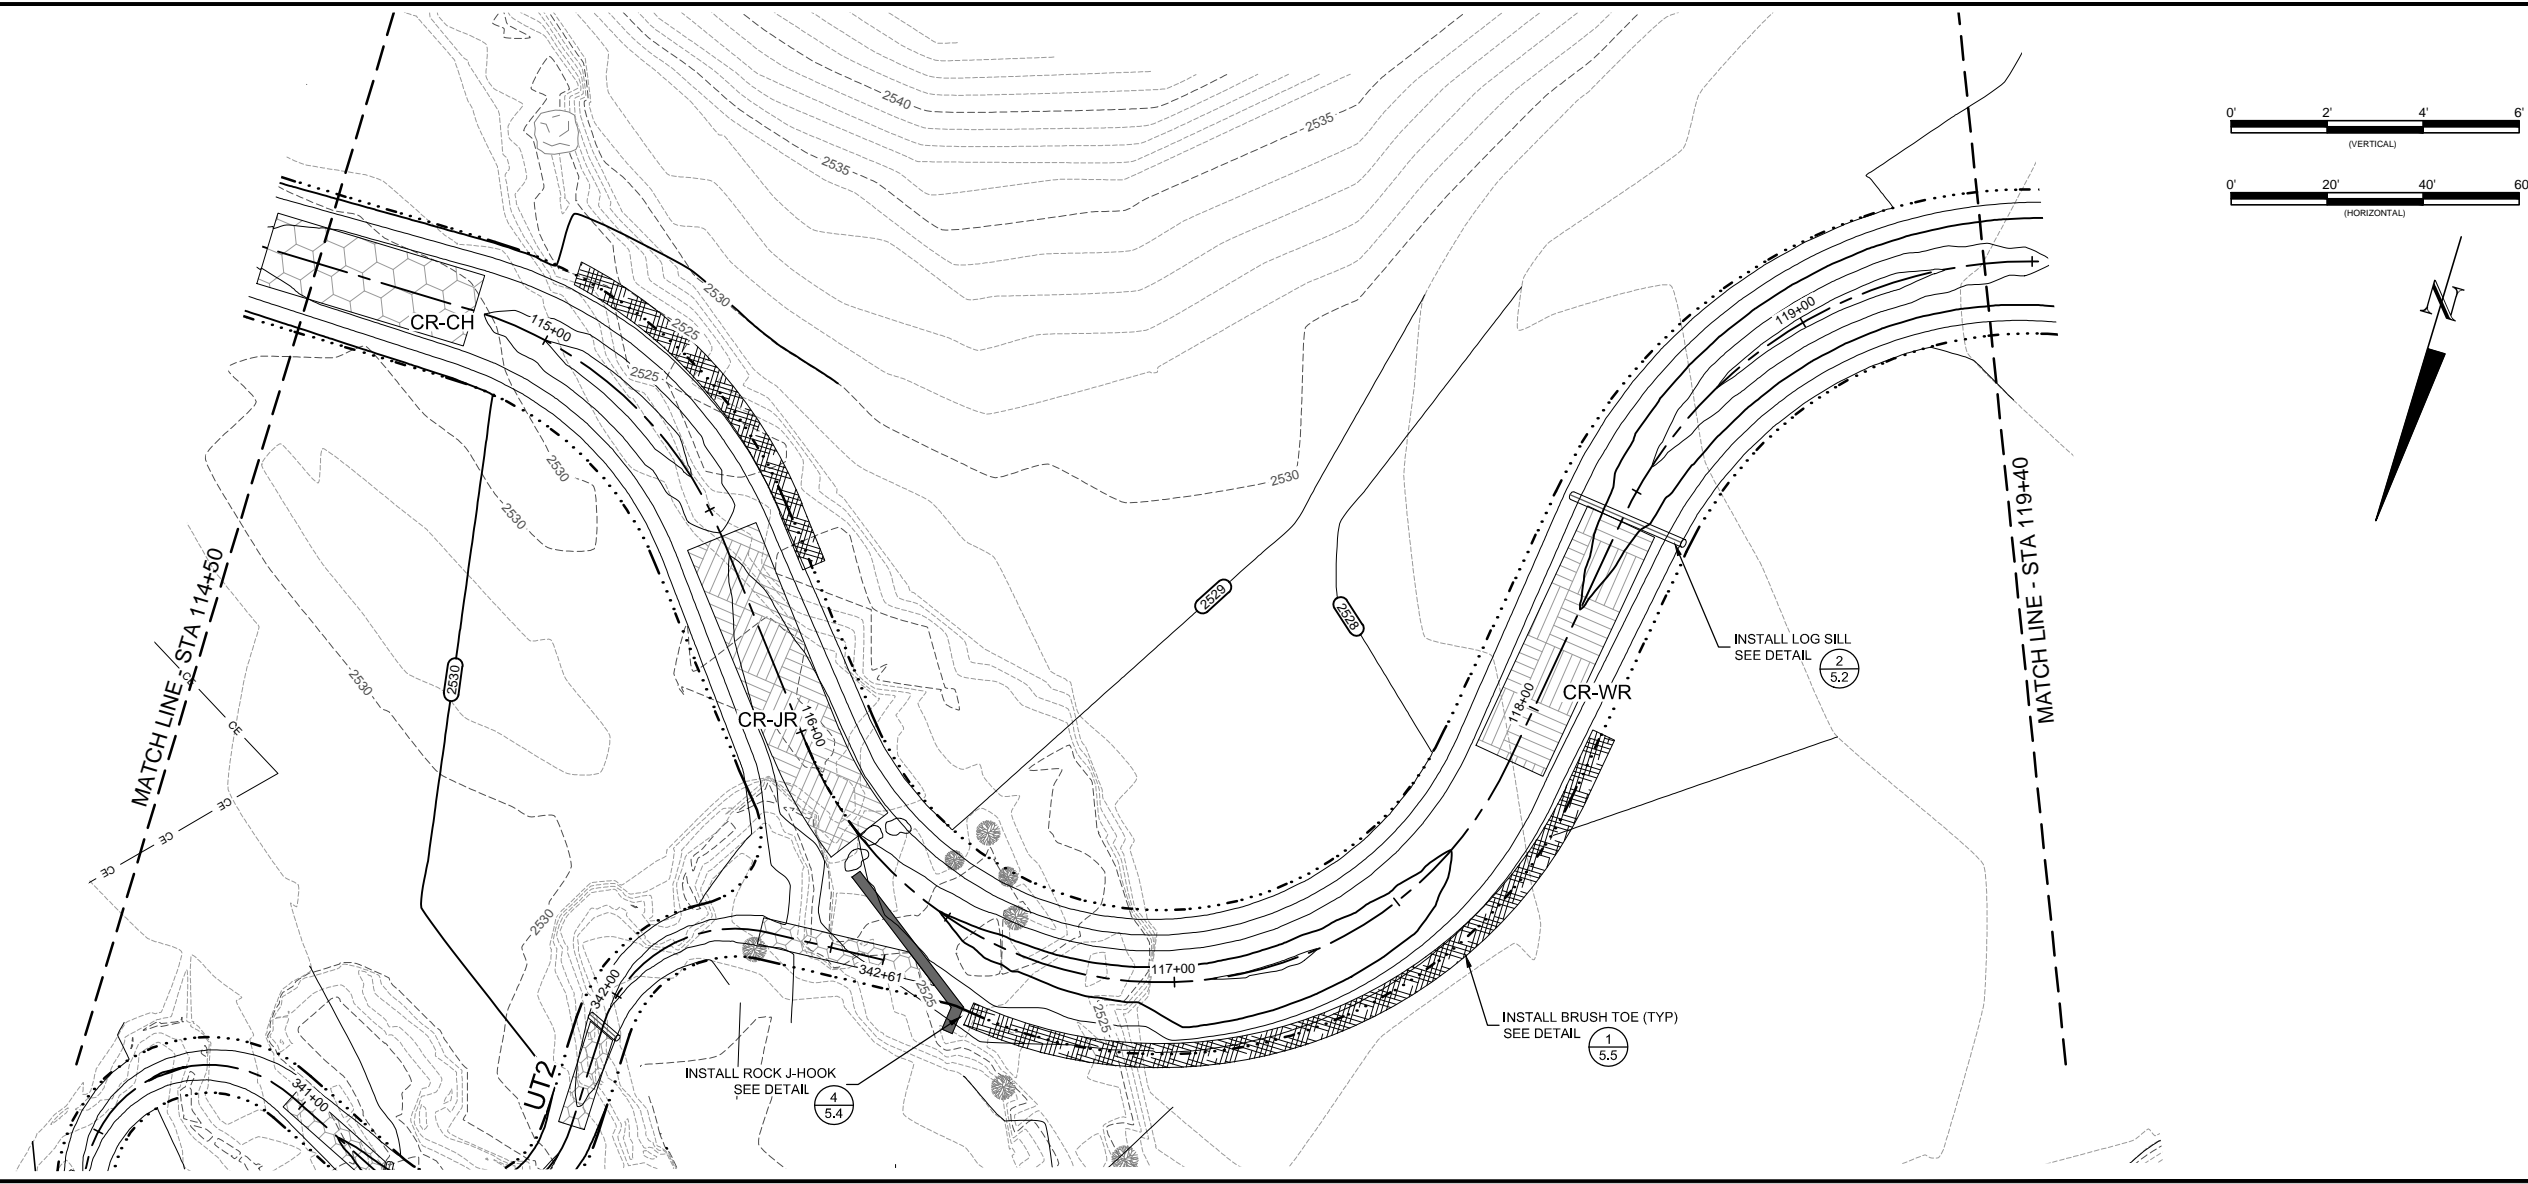 0' 2' 4' 6'
(VERTICAL)
0' 20' 40' 60
(HORIZONTAL)
N
2540
2535
2535
2530
2525
2525
2530
2530
2530
2530
2530
2530
2525
2525
2530
2529
2528
CR-CH
115+00
CR-JR
116+00
117+00
118+00
CR-WR
119+00
MATCH LINE - STA 114+50
MATCH LINE - STA 119+40
CE
CE
CE
CE
CE
INSTALL LOG SILL
SEE DETAIL
2
5.2
INSTALL BRUSH TOE (TYP)
SEE DETAIL
1
5.5
INSTALL ROCK J-HOOK
SEE DETAIL
4
5.4
342+61
342+00
UT2
341+00